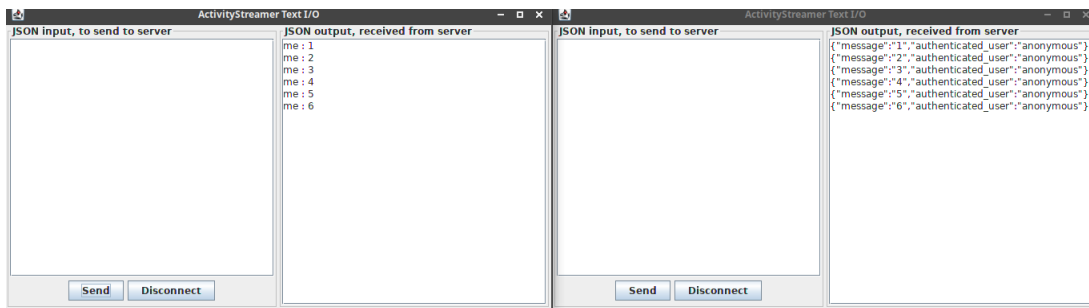 ActivityStreamer Text I/O
JSON input, to send to server
JSON output, received from server
me : 1
me : 2
me : 3
me : 4
me : 5
me : 6
Send
Disconnect
ActivityStreamer Text I/O
JSON input, to send to server
JSON output, received from server
{"message":"1","authenticated_user":"anonymous"}
{"message":"2","authenticated_user":"anonymous"}
{"message":"3","authenticated_user":"anonymous"}
{"message":"4","authenticated_user":"anonymous"}
{"message":"5","authenticated_user":"anonymous"}
{"message":"6","authenticated_user":"anonymous"}
Send
Disconnect